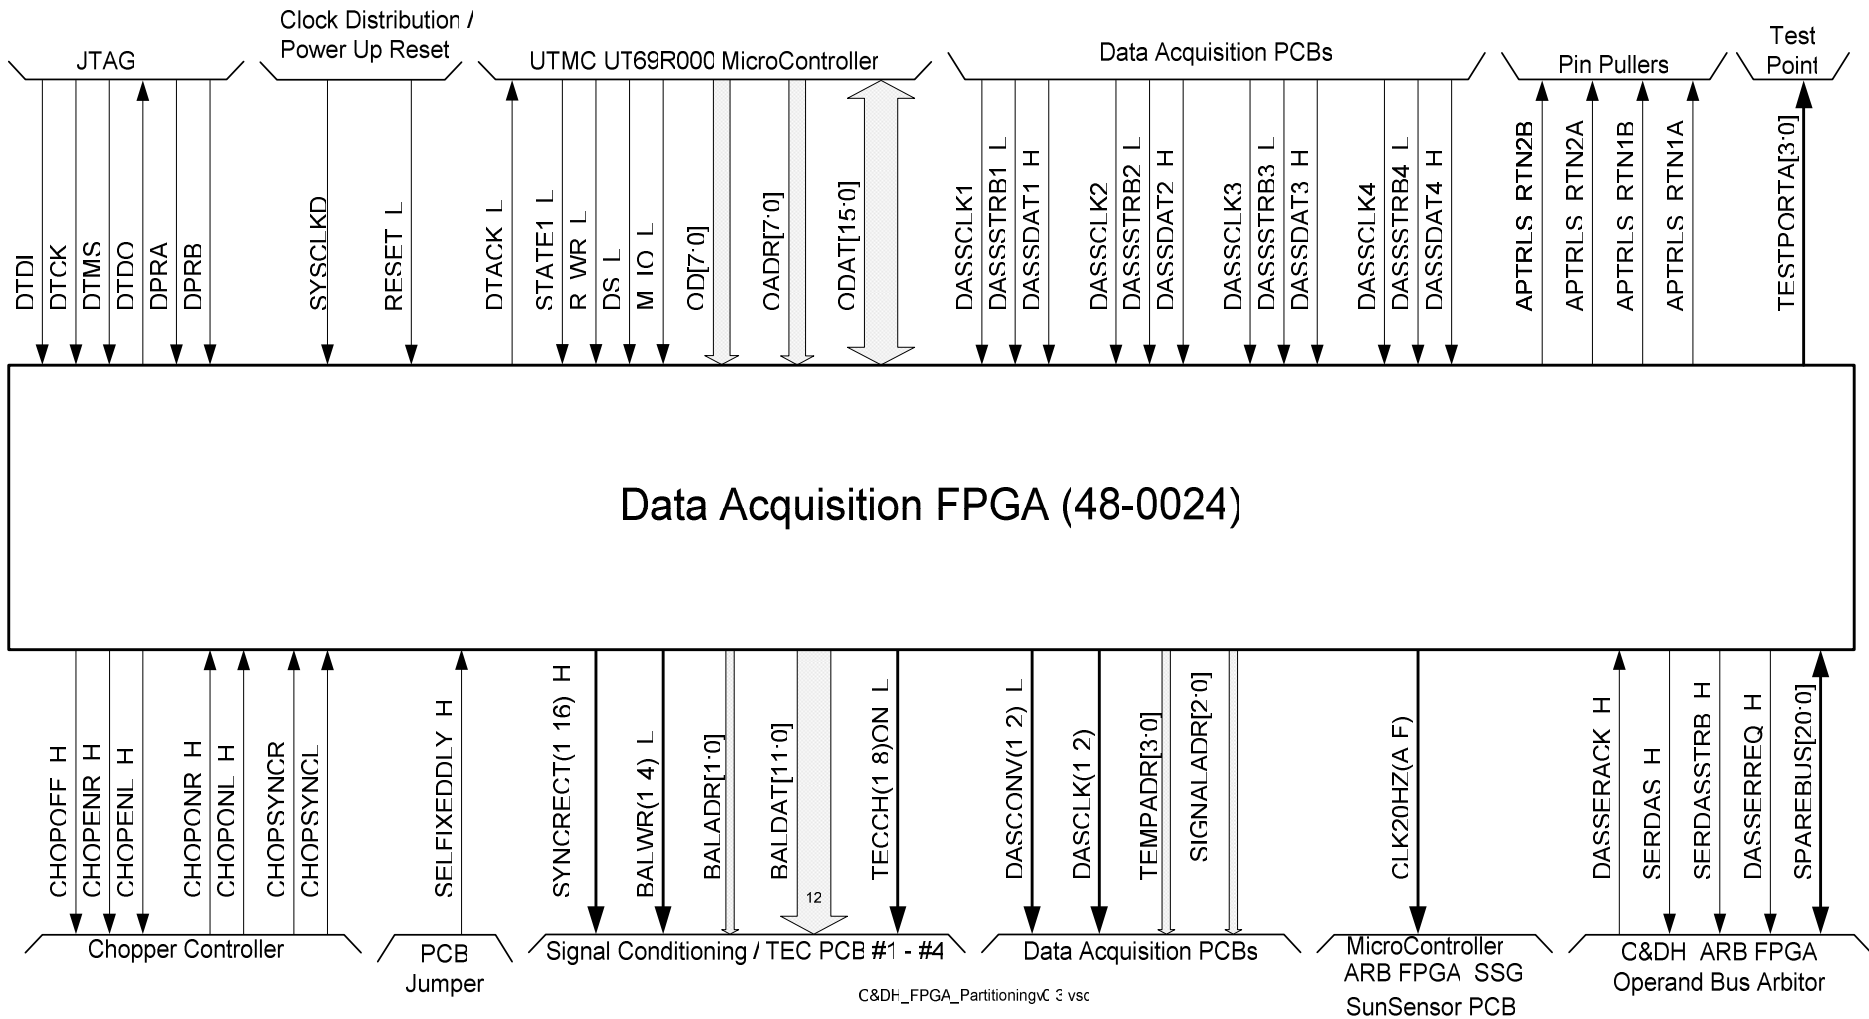 Clock Distribution /
Power Up Reset
JTAG
UTMC UT69R000 MicroController
Data Acquisition PCBs
Pin Pullers
Test
Point
DTDI
DTCK
DTMS
DTDO
DPRA
DPRB
SYSCLKD
RESET L
DTACK L
STATE1 L
R WR L
DS L
M IO L
OD[7:0]
OADR[7:0]
ODAT[15:0]
DASSCLK1
DASSSTRB1 L
DASSDAT1 H
DASSCLK2
DASSSTRB2 L
DASSDAT2 H
DASSCLK3
DASSSTRB3 L
DASSDAT3 H
DASSCLK4
DASSSTRB4 L
DASSDAT4 H
APTRLS RTN2B
APTRLS RTN2A
APTRLS RTN1B
APTRLS RTN1A
TESTPORTA[3:0]
Data Acquisition FPGA (48-0024)
CHOPOFF H
CHOPENR H
CHOPENL H
CHOPONR H
CHOPONL H
CHOPSYNCR
CHOPSYNCL
SELFIXEDDLY H
SYNCRECT(1 16) H
BALWR(1 4) L
BALADR[1:0]
BALDAT[11:0]
12
TECCH(1 8)ON L
DASCONV(1 2) L
DASCLK(1 2)
TEMPADR[3:0]
SIGNALADR[2:0]
CLK20HZ(A F)
DASSERACK H
SERDAS H
SERDASSTRB H
DASSERREQ H
SPAREBUS[20:0]
Chopper Controller
PCB
Jumper
Signal Conditioning / TEC PCB #1 - #4
Data Acquisition PCBs
MicroController
ARB FPGA SSG
SunSensor PCB
C&DH ARB FPGA
Operand Bus Arbitor
C&DH_FPGA_Partitioningv0 3 vsd